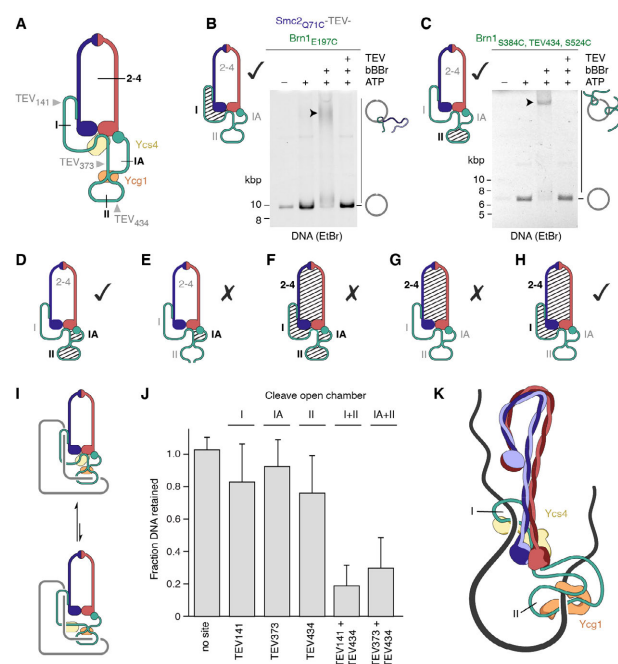 A
2-4
TEV141
I
Ycs4
IA
TEV373
Ycg1
II
TEV434
B
Smc2Q71C-TEV-
Brn1E197C
2-4
I
IA
II
TEV
bBBr
ATP
– + + +
+ +
+
kbp
10
8
DNA (EtBr)
C
Brn1S384C, TEV434, S524C
2-4
I
IA
II
TEV
bBBr
ATP
– + + +
+ +
+
kbp
10
8
6
5
DNA (EtBr)
D
2-4
I
IA
II
✓
E
2-4
I
IA
II
✗
F
2-4
I
IA
II
✗
G
2-4
I
IA
II
✗
H
2-4
I
IA
II
✓
I
J
Cleave open chamber
I
IA
II
I+II
IA+II
Fraction DNA retained
1.0
0.8
0.6
0.4
0.2
0
no site
TEV141
TEV373
TEV434
TEV141 +
TEV434
TEV373 +
TEV434
K
I
Ycs4
II
Ycg1